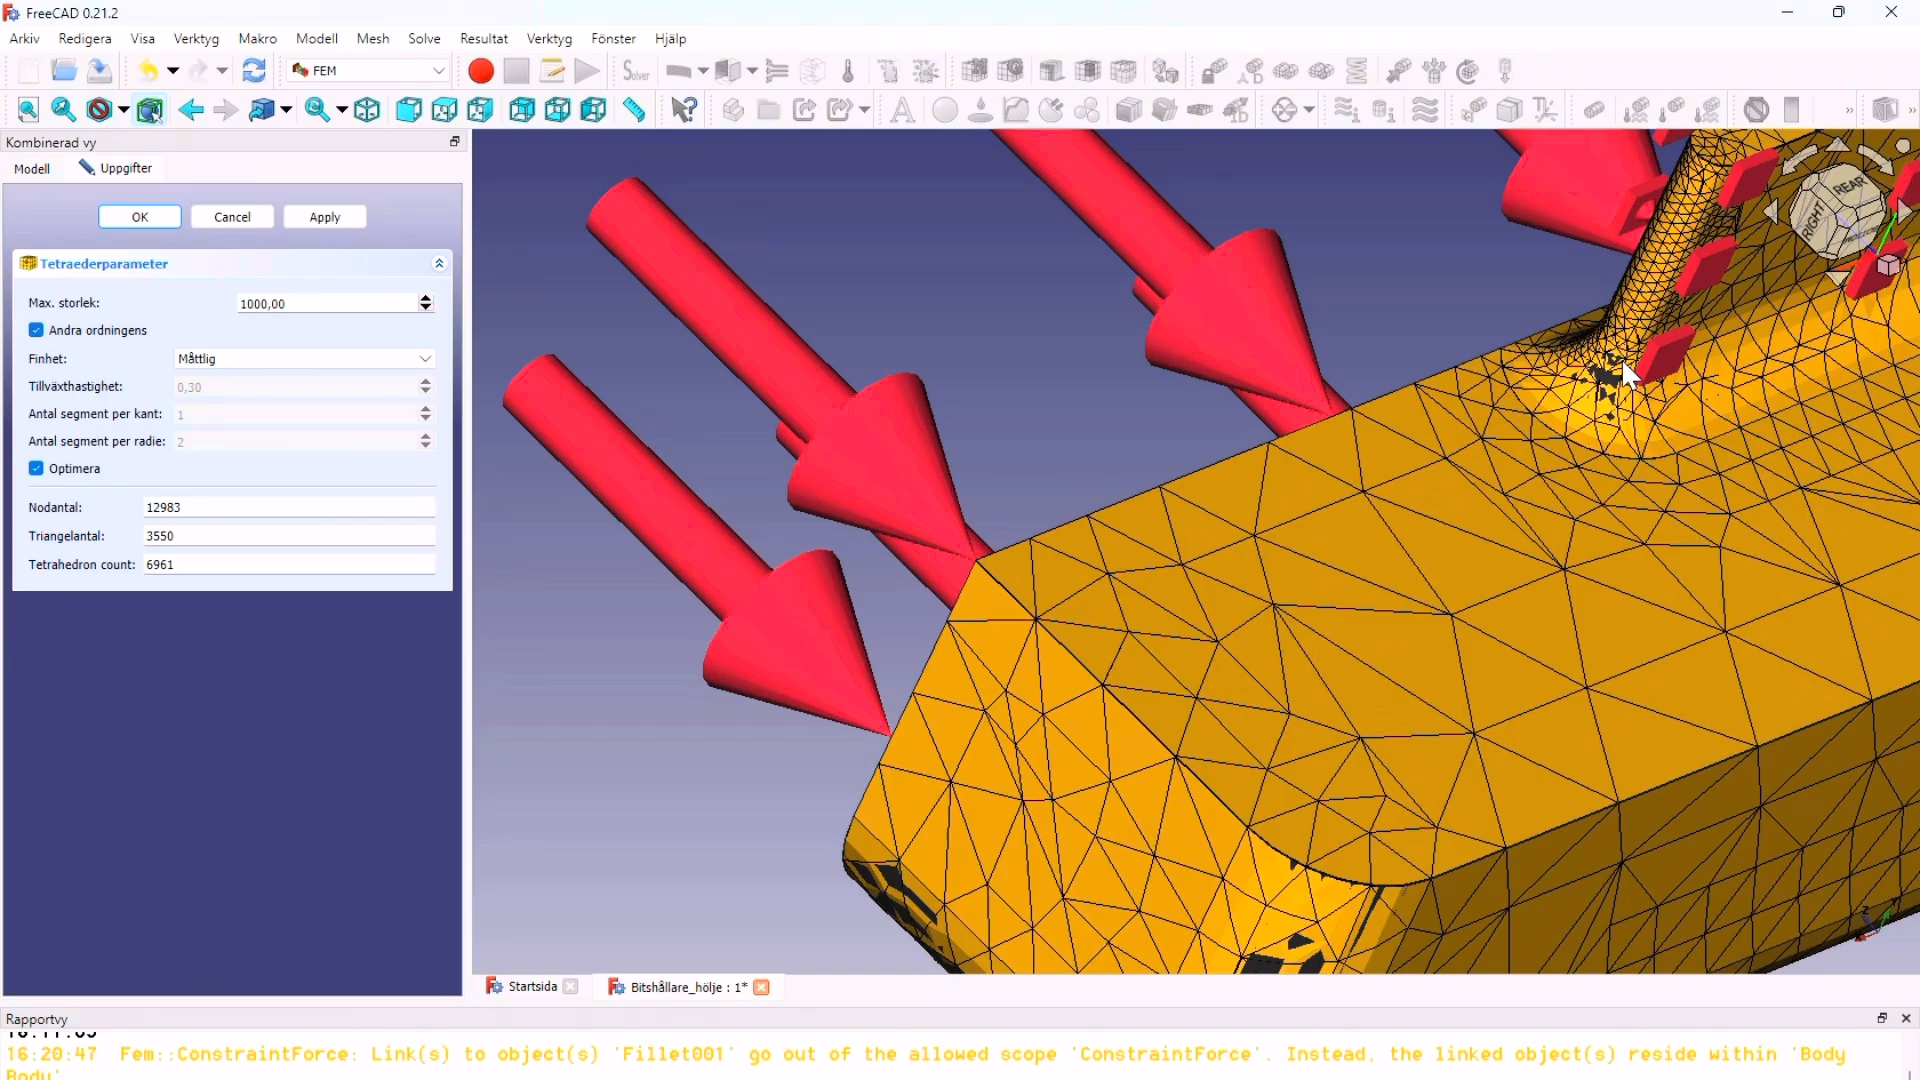 FreeCAD 0.21.2
Arkiv Redigera Visa Verktyg Makro Modell Mesh Solve Resultat Verktyg Fönster Hjälp
FEM
Solver
Kombinerad vy
Modell Uppgifter
OK Cancel Apply
Tetraederparameter
Max. storlek: 1000,00
Andra ordningens
Finhet: Måttlig
Tillväxthastighet: 0,30
Antal segment per kant: 1
Antal segment per radie: 2
Optimera
Nodantal: 12983
Triangelantal: 3550
Tetrahedron count: 6961
REAR
RIGHT
Startsida Bitshållare_hölje : 1*
Rapportvy
16:20:47 Fem::ConstraintForce: Link(s) to object(s) 'Fillet001' go out of the allowed scope 'ConstraintForce'. Instead, the linked object(s) reside within 'Body
Body'